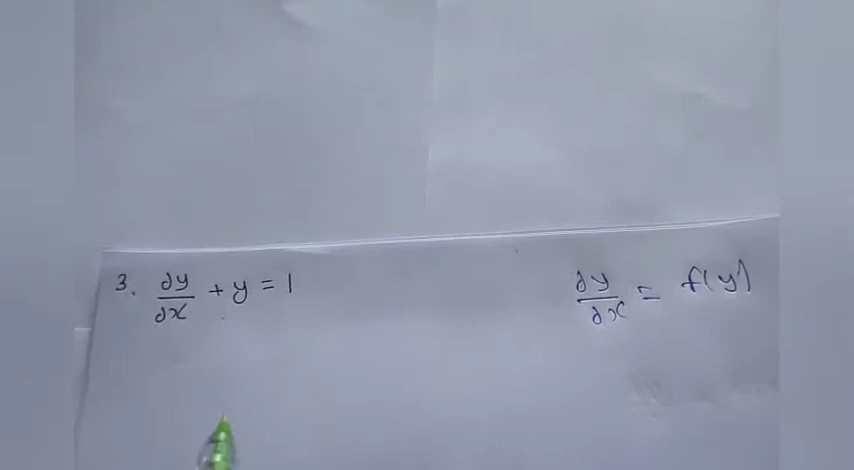 3. ∂y/∂x + y = 1
∂y/∂x = f(y)